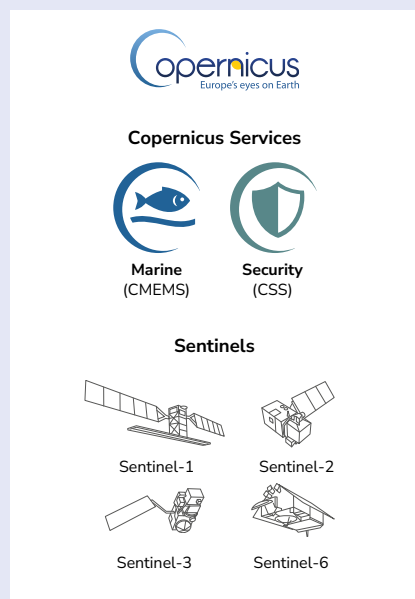 Copernicus
Europe's eyes on Earth
Copernicus Services
Marine
(CMEMS)
Security
(CSS)
Sentinels
Sentinel-1
Sentinel-2
Sentinel-3
Sentinel-6